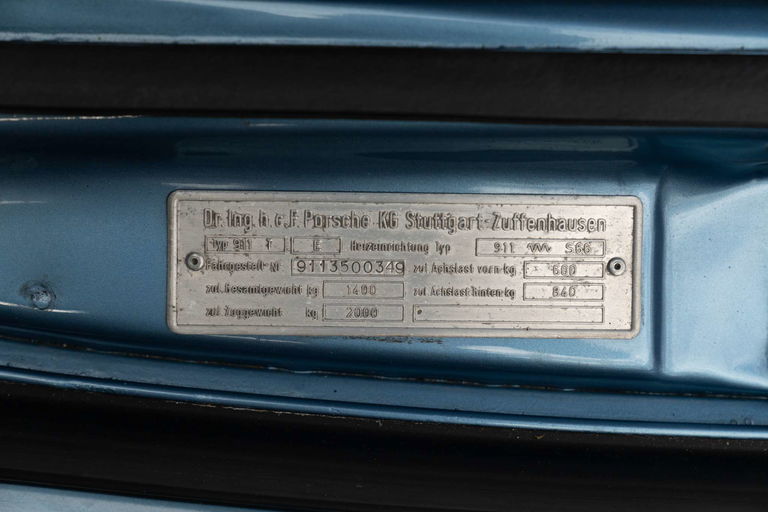 Dr. Ing. h. c. F. Porsche KG Stuttgart-Zuffenhausen
Typ 911 T E Heizeinrichtung Typ 911 S66
Fahrgestell-Nr 9113500349 zul Achslast vorn kg 600
zul Gesamtgewicht kg 1400 zul Achslast hinten kg 840
zul Zuggewicht kg 2000